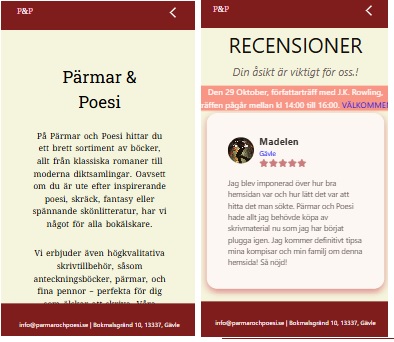 P&P
Pärmar &
Poesi
På Pärmar och Poesi hittar du
ett brett sortiment av böcker,
allt från klassiska romaner till
moderna diktsamlingar. Oavsett
om du är ute efter inspirerande
poesi, skräck, fantasy eller
spännande skönlitteratur, har vi
något för alla bokälskare.
Vi erbjuder även högkvalitativa
skrivtillbehör, såsom
anteckningsböcker, pärmar, och
fina pennor – perfekta för dig
info@parmarochpoesi.se | Bokmalsgränd 10, 13337, Gävle
P&P
RECENSIONER
Din åsikt är viktigt för oss.!
Den 29 Oktober, författarträff med J.K. Rowling,
räffen pågår mellan kl 14:00 till 16:00. VÄLKOMME
Madelen
Gävle
Jag blev imponerad över hur bra
hemsidan var och hur lätt det var att
hitta det man sökte. Pärmar och Poesi
hade allt jag behövde köpa av
skrivmaterial nu som jag har börjat
plugga igen. Jag kommer definitivt tipsa
mina kompisar och min familj om denna
hemsida! Så nöjd!
info@parmarochpoesi.se | Bokmalsgränd 10, 13337, Gävle